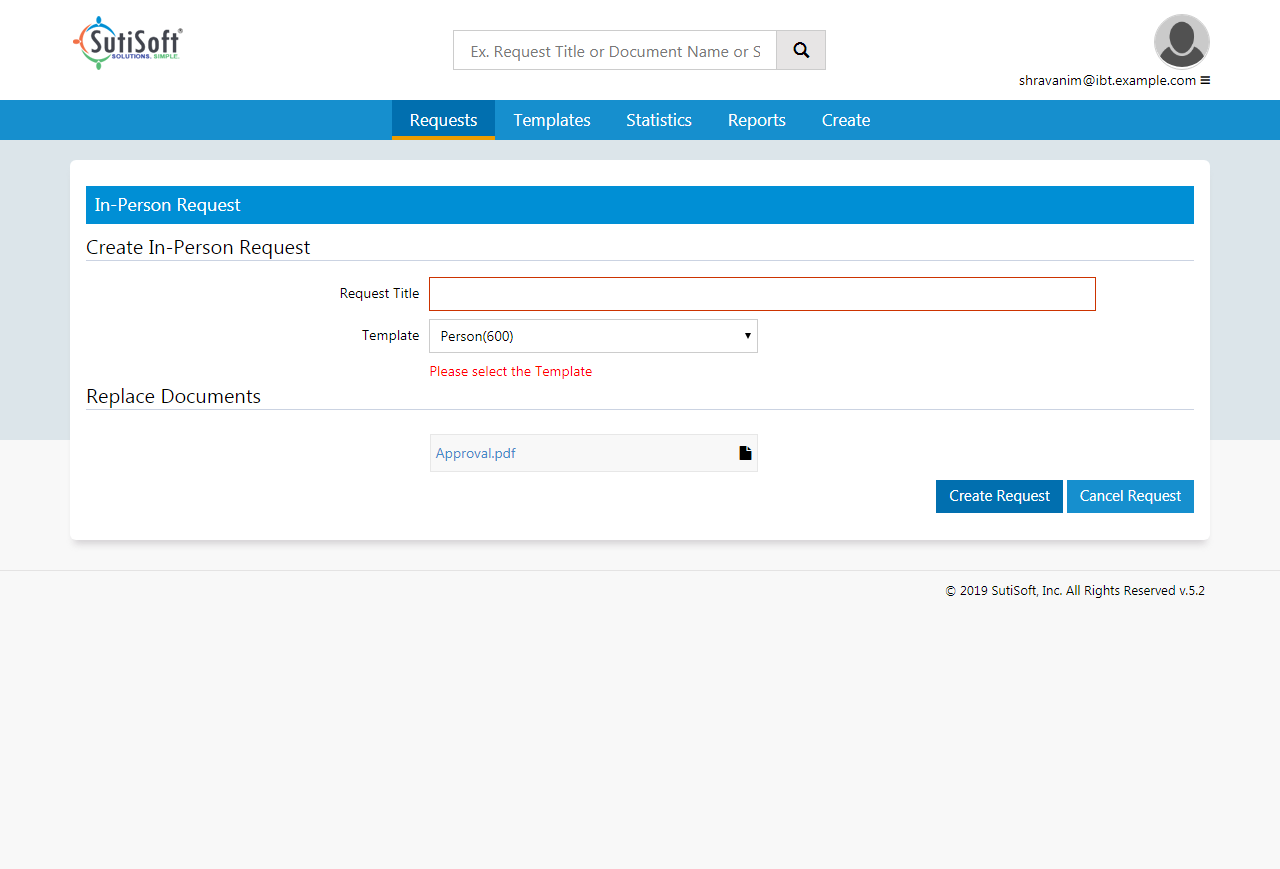 SutiSoft®
SOLUTIONS. SIMPLE.
Ex. Request Title or Document Name or S
shravanim@ibt.example.com ≡
Requests Templates Statistics Reports Create
In-Person Request
Create In-Person Request
Request Title
Template Person(600)
Please select the Template
Replace Documents
Approval.pdf
Create Request Cancel Request
© 2019 SutiSoft, Inc. All Rights Reserved v.5.2